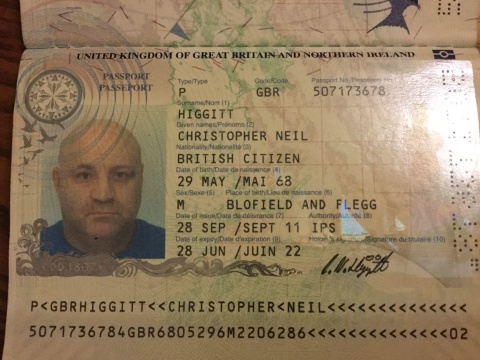 UNITED KINGDOM OF GREAT BRITAIN AND NORTHERN IRELAND
PASSPORT
PASSEPORT
Type/Type Code/Code Passport No./Passeport No.
P GBR 507173678
Surname/Nom (1)
HIGGITT
Given names/Prénoms (2)
CHRISTOPHER NEIL
Nationality/Nationalité (3)
BRITISH CITIZEN
Date of birth/Date de naissance (4)
29 MAY /MAI 68
Sex/Sexe (5) Place of birth/Lieu de naissance (6)
M BLOFIELD AND FLEGG
Date of issue/Date de délivrance (7) Authority/Autorité (8)
28 SEP /SEPT 11 IPS
Date of expiry/Date d'expiration (9) Holder's signature/Signature du titulaire (10)
28 JUN /JUIN 22
P<GBRHIGGITT<<CHRISTOPHER<NEIL<<<<<<<<<<<<<<
5071736784GBR6805296M2206286<<<<<<<<<<<<<<02